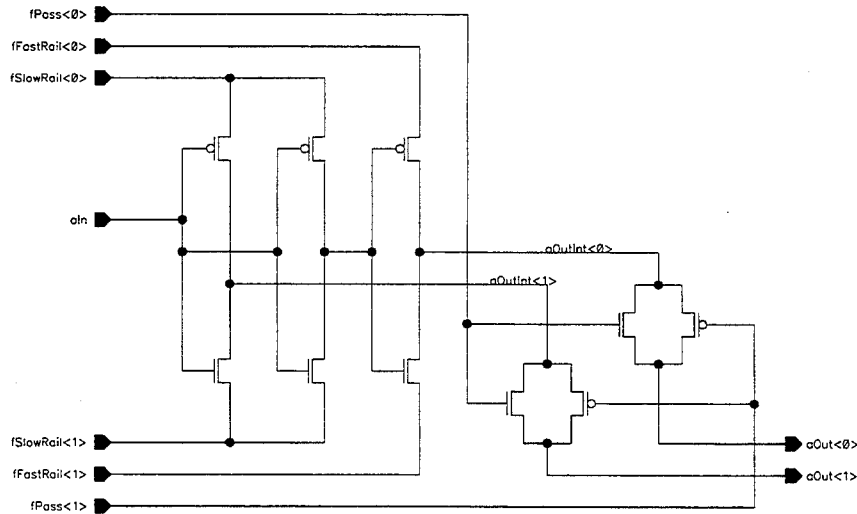 fPass<0>
fFastRail<0>
fSlowRail<0>
aIn
aOutInt<0>
aOutInt<1>
fSlowRail<1>
fFastRail<1>
fPass<1>
aOut<0>
aOut<1>